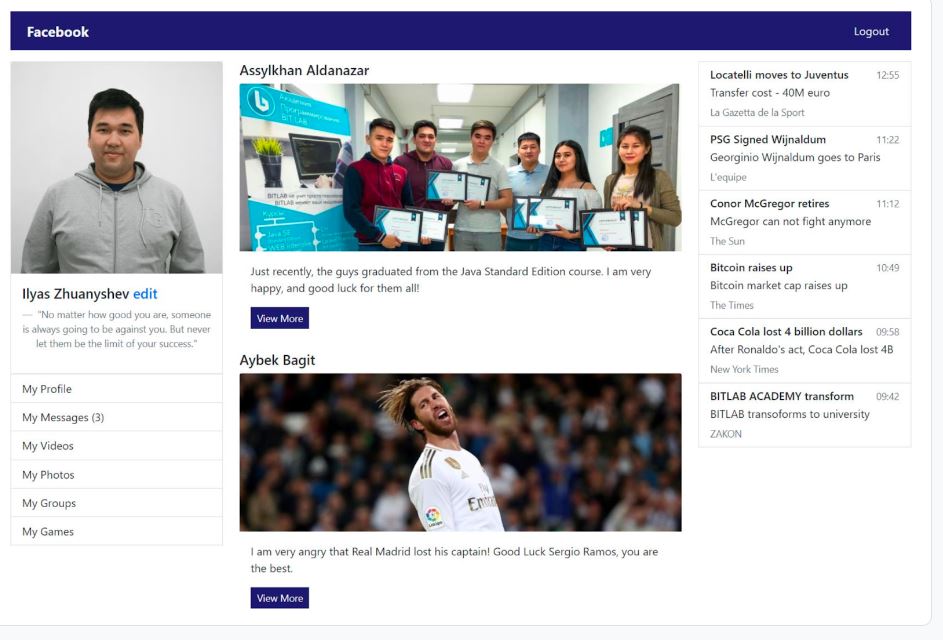 Facebook
Logout
Ilyas Zhuanyshev edit
— "No matter how good you are, someone
is always going to be against you. But never
let them be the limit of your success."
My Profile
My Messages (3)
My Videos
My Photos
My Groups
My Games
Assylkhan Aldanazar
Академия
Программирования
BIT LAB
Java SE
Just recently, the guys graduated from the Java Standard Edition course. I am very
happy, and good luck for them all!
View More
Aybek Bagit
I am very angry that Real Madrid lost his captain! Good Luck Sergio Ramos, you are
the best.
View More
Locatelli moves to Juventus 12:55
Transfer cost - 40M euro
La Gazetta de la Sport
PSG Signed Wijnaldum 11:22
Georginio Wijnaldum goes to Paris
L'equipe
Conor McGregor retires 11:12
McGregor can not fight anymore
The Sun
Bitcoin raises up 10:49
Bitcoin market cap raises up
The Times
Coca Cola lost 4 billion dollars 09:58
After Ronaldo's act, Coca Cola lost 4B
New York Times
BITLAB ACADEMY transform 09:42
BITLAB transoforms to university
ZAKON